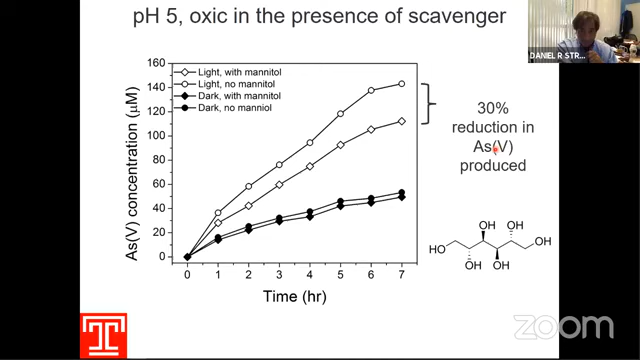 pH 5, oxic in the presence of scavenger
DANIEL R STR...
160
140
120
100
80
60
40
20
0
As(V) concentration (μM)
Light, with mannitol
Light, no mannitol
Dark, with mannitol
Dark, no manniol
0 1 2 3 4 5 6 7
Time (hr)
30%
reduction in
As(V)
produced
OH OH
HO OH
OH OH
T
zoom